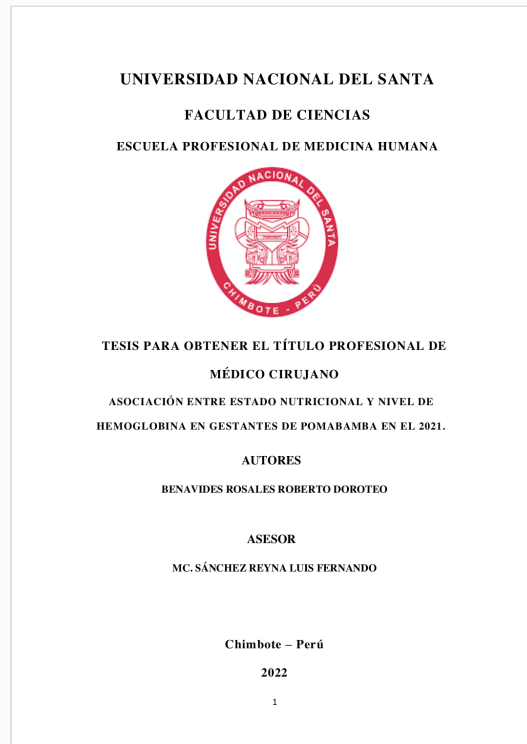 UNIVERSIDAD NACIONAL DEL SANTA
FACULTAD DE CIENCIAS
ESCUELA PROFESIONAL DE MEDICINA HUMANA
UNIVERSIDAD NACIONAL DEL SANTA
CHIMBOTE - PERÚ
TESIS PARA OBTENER EL TÍTULO PROFESIONAL DE
MÉDICO CIRUJANO
ASOCIACIÓN ENTRE ESTADO NUTRICIONAL Y NIVEL DE
HEMOGLOBINA EN GESTANTES DE POMABAMBA EN EL 2021.
AUTORES
BENAVIDES ROSALES ROBERTO DOROTEO
ASESOR
MC. SÁNCHEZ REYNA LUIS FERNANDO
Chimbote – Perú
2022
1